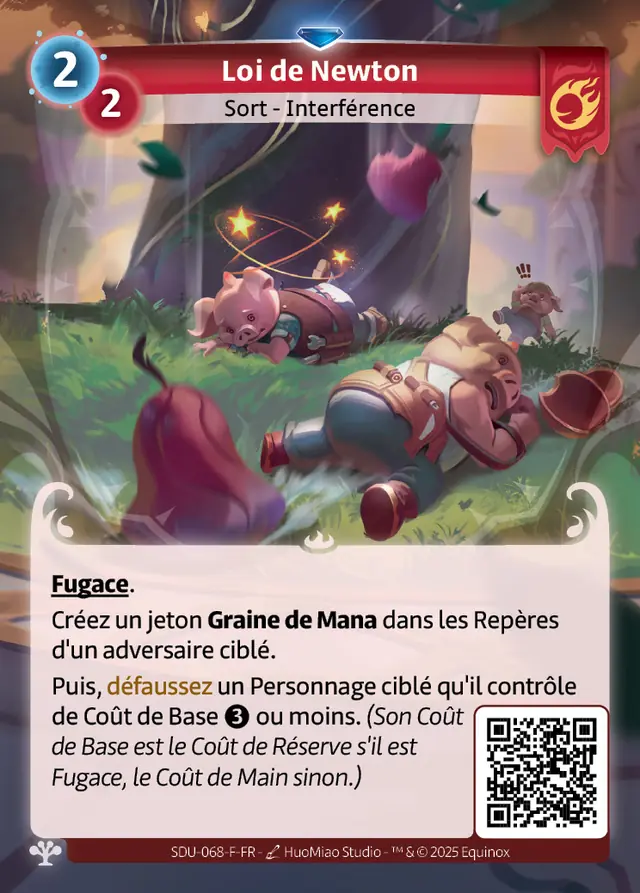 2
2
Loi de Newton
Sort - Interférence
!!!
Fugace.
Créez un jeton Graine de Mana dans les Repères
d'un adversaire ciblé.
Puis, défaussez un Personnage ciblé qu'il contrôle
de Coût de Base 3 ou moins. (Son Coût
de Base est le Coût de Réserve s'il est
Fugace, le Coût de Main sinon.)
SDU-068-F-FR - HuoMiao Studio - ™ & © 2025 Equinox